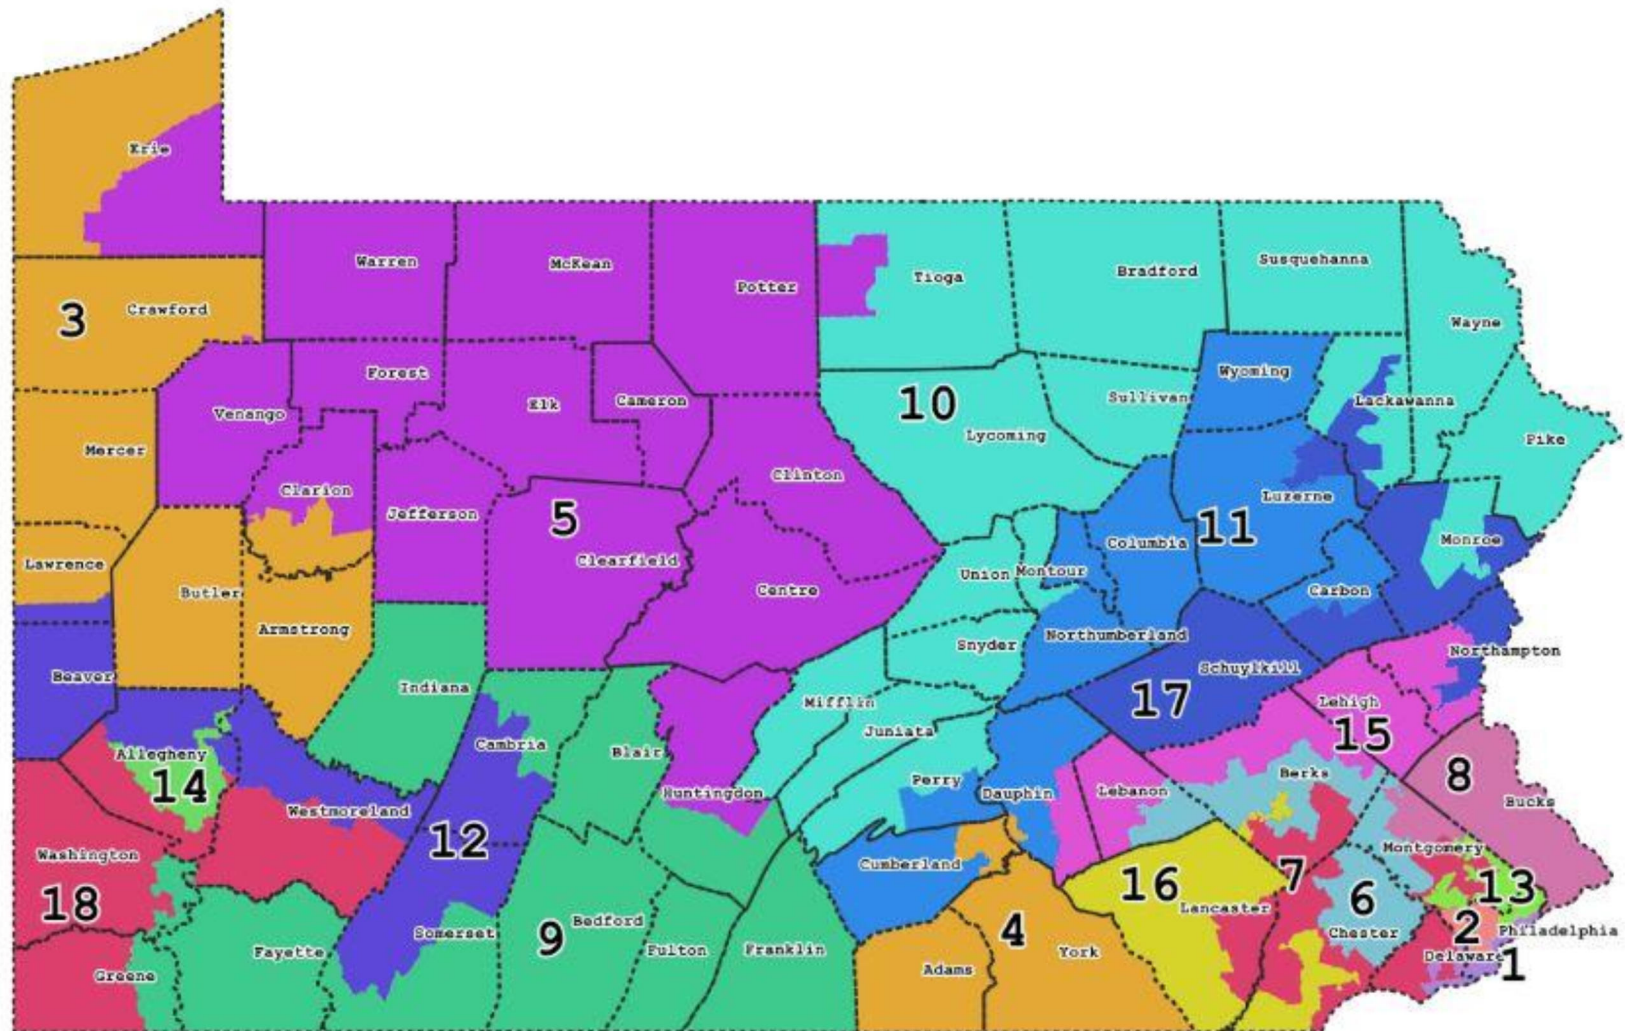 Erie
Warren
McKean
Potter
Tioga
Bradford
Susquehanna
Wayne
3
Crawford
Forest
Venango
Elk
Cameron
10
Lycoming
Sullivan
Wyoming
Lackawanna
Pike
Mercer
Clarion
Jefferson
5
Clearfield
Clinton
Centre
Union
Montour
Columbia
11
Luzerne
Monroe
Carbon
Lawrence
Butler
Armstrong
Beaver
Indiana
Snyder
Northumberland
Schuylkill
17
Northampton
Lehigh
15
Mifflin
Juniata
Perry
Dauphin
Lebanon
Berks
8
Bucks
Allegheny
14
Cambria
Blair
Huntingdon
Westmoreland
12
Washington
18
Cumberland
16
Lancaster
7
6
Chester
Montgomery
13
2
Philadelphia
Delaware
1
Greene
Fayette
Somerset
9
Bedford
Fulton
Franklin
4
Adams
York